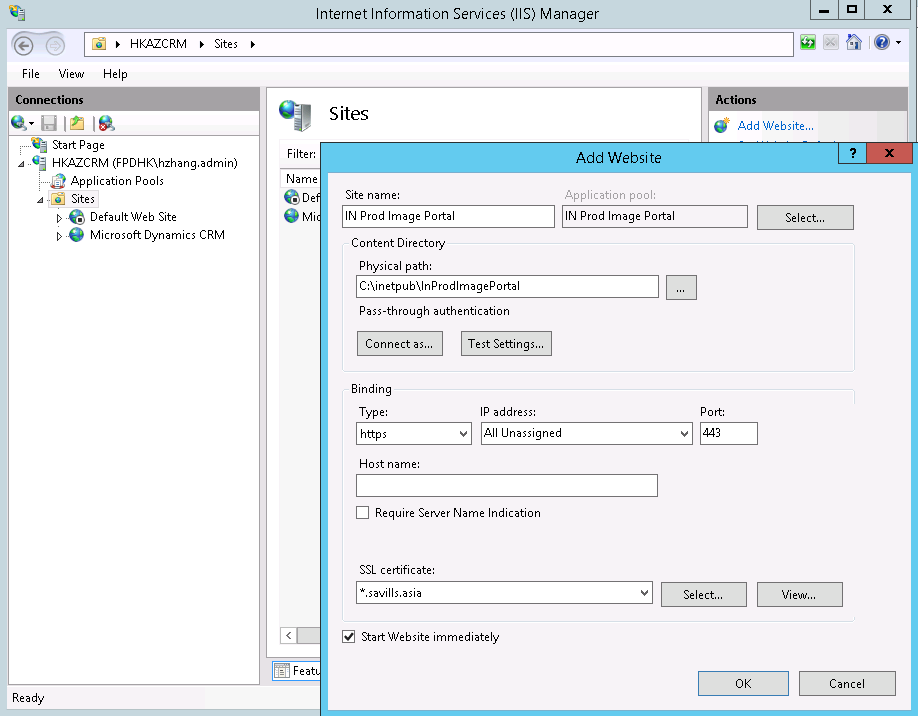 Internet Information Services (IIS) Manager
HKAZCRM Sites
File View Help
Connections
Start Page
HKAZCRM (FPDHK\hzhang.admin)
Application Pools
Sites
Default Web Site
Microsoft Dynamics CRM
Sites
Filter:
Name
Def
Mic
Featu
Actions
Add Website...
Add Website
?
Site name: Application pool:
IN Prod Image Portal IN Prod Image Portal Select...
Content Directory
Physical path:
C:\inetpub\InProdImagePortal ...
Pass-through authentication
Connect as... Test Settings...
Binding
Type: IP address: Port:
https All Unassigned 443
Host name:
Require Server Name Indication
SSL certificate:
*.savills.asia Select... View...
Start Website immediately
OK Cancel
Ready